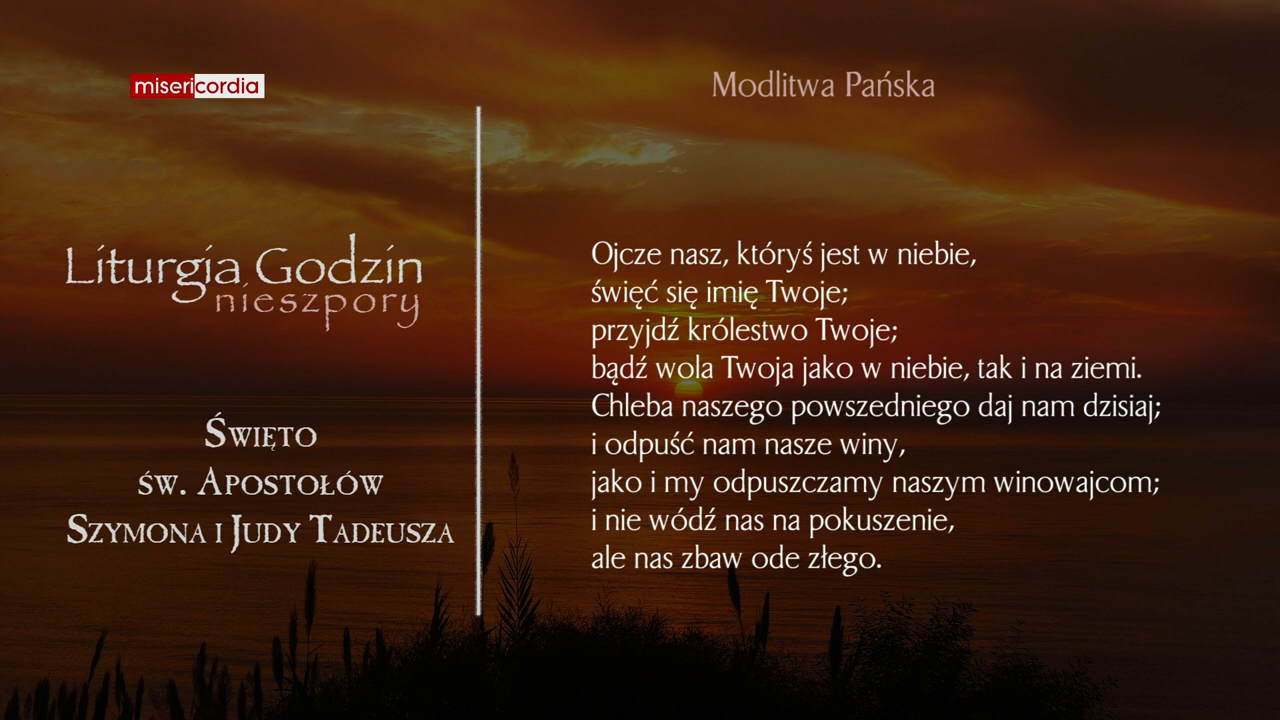 misericordia
Liturgia Godzin
nieszpory
Święto
św. Apostołów
Szymona i Judy Tadeusza
Modlitwa Pańska
Ojcze nasz, któryś jest w niebie,
święć się imię Twoje;
przyjdź królestwo Twoje;
bądź wola Twoja jako w niebie, tak i na ziemi.
Chleba naszego powszedniego daj nam dzisiaj;
i odpuść nam nasze winy,
jako i my odpuszczamy naszym winowajcom;
i nie wódź nas na pokuszenie,
ale nas zbaw ode złego.